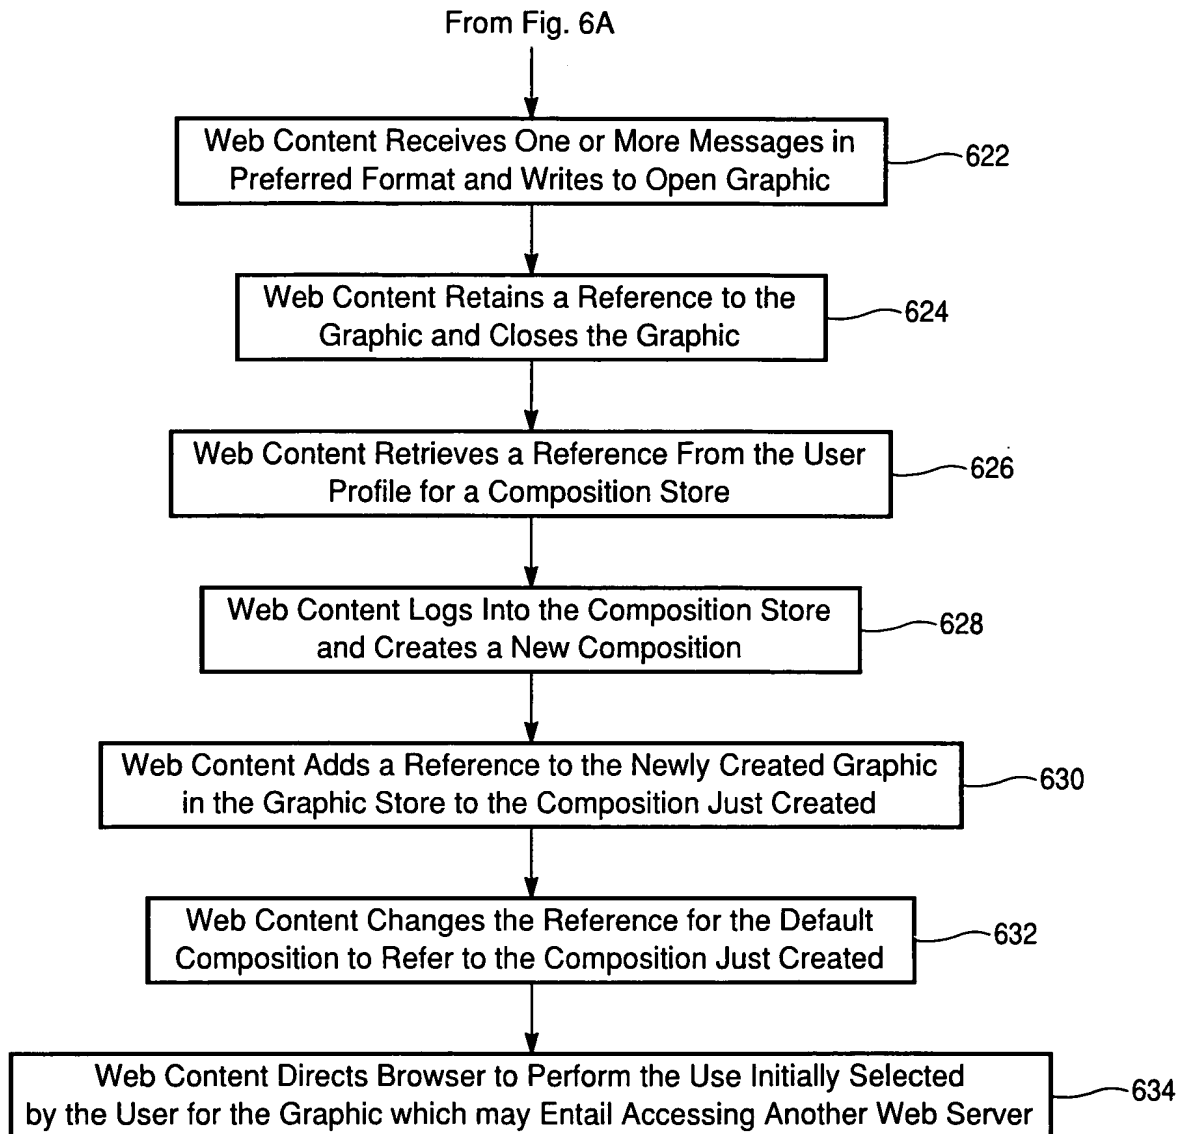 From Fig. 6A
Web Content Receives One or More Messages in
Preferred Format and Writes to Open Graphic
622
Web Content Retains a Reference to the
Graphic and Closes the Graphic
624
Web Content Retrieves a Reference From the User
Profile for a Composition Store
626
Web Content Logs Into the Composition Store
and Creates a New Composition
628
Web Content Adds a Reference to the Newly Created Graphic
in the Graphic Store to the Composition Just Created
630
Web Content Changes the Reference for the Default
Composition to Refer to the Composition Just Created
632
Web Content Directs Browser to Perform the Use Initially Selected
by the User for the Graphic which may Entail Accessing Another Web Server
634